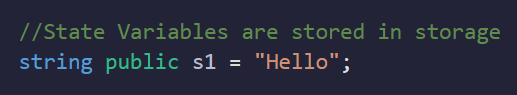 //State Variables are stored in storage
string public s1 = "Hello";